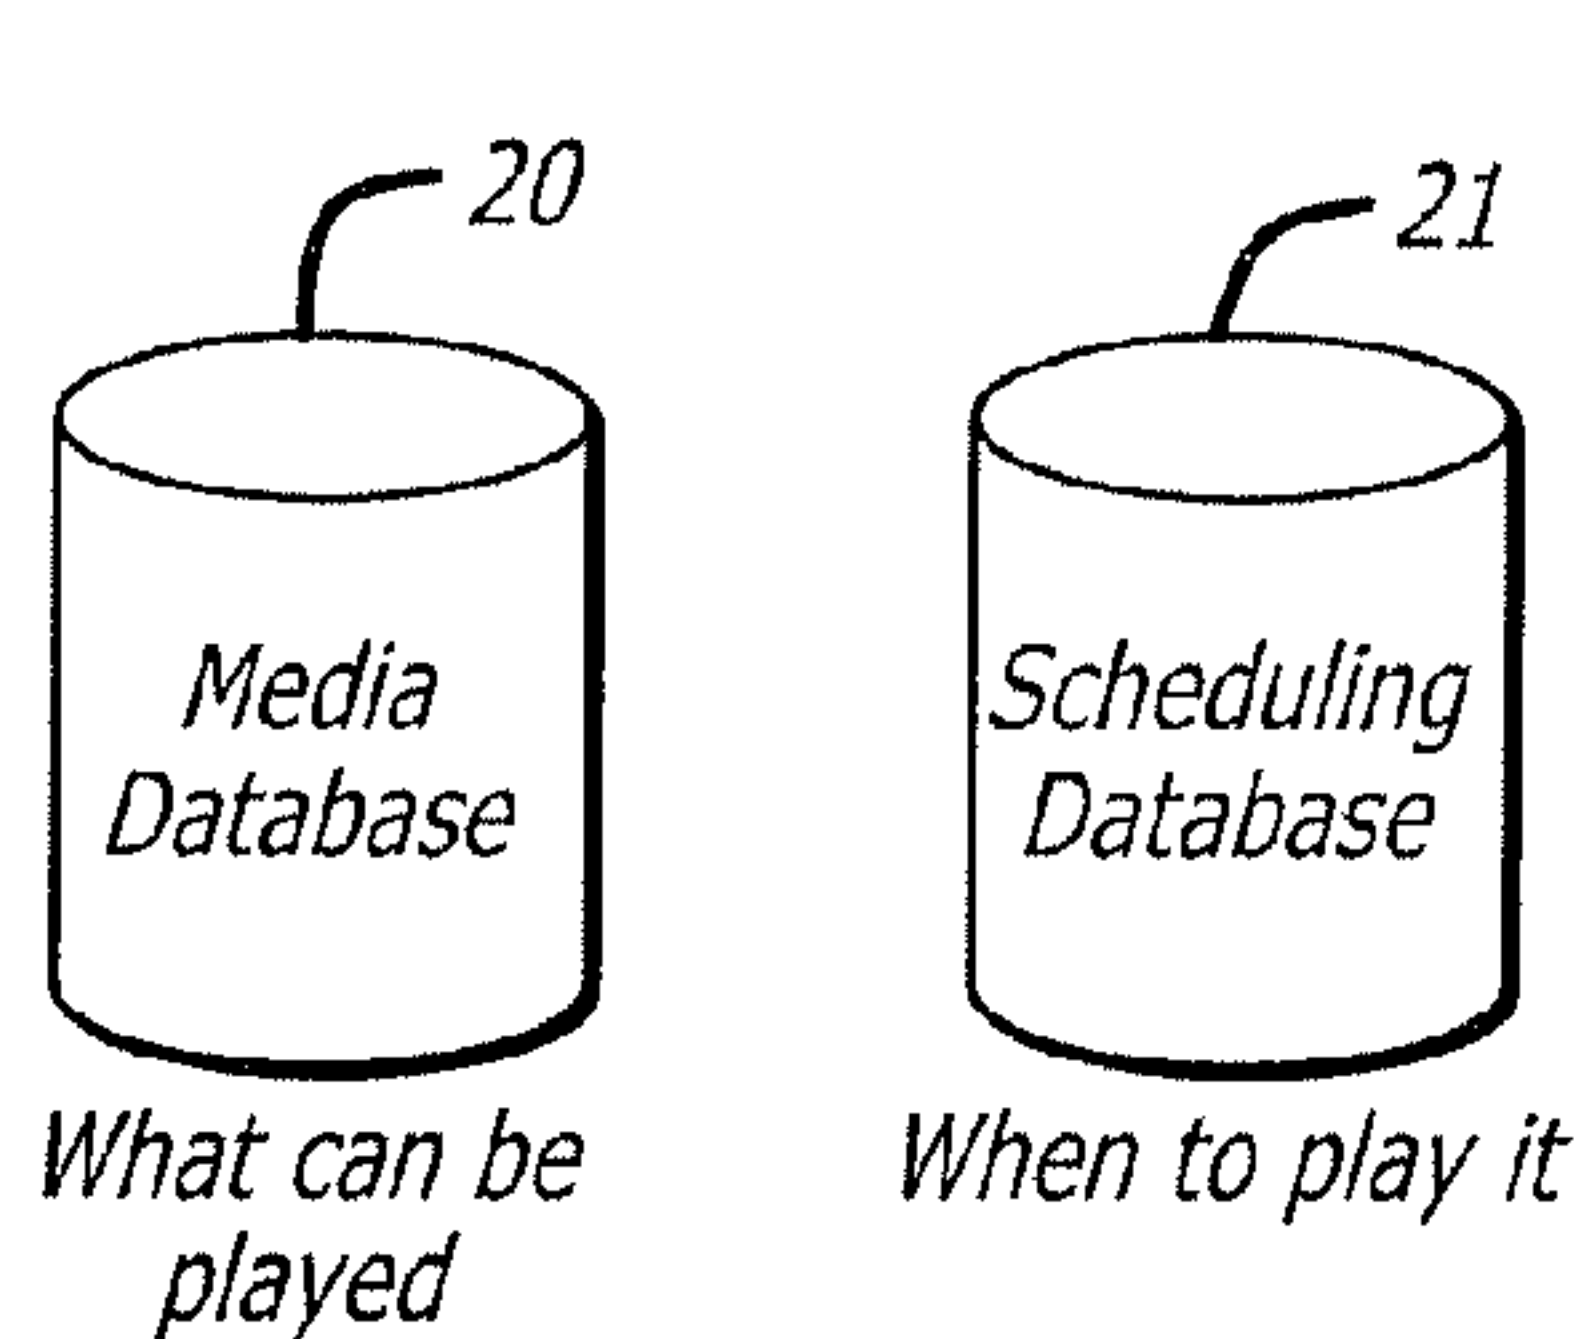 20
21
Media
Database
Scheduling
Database
What can be
played
When to play it